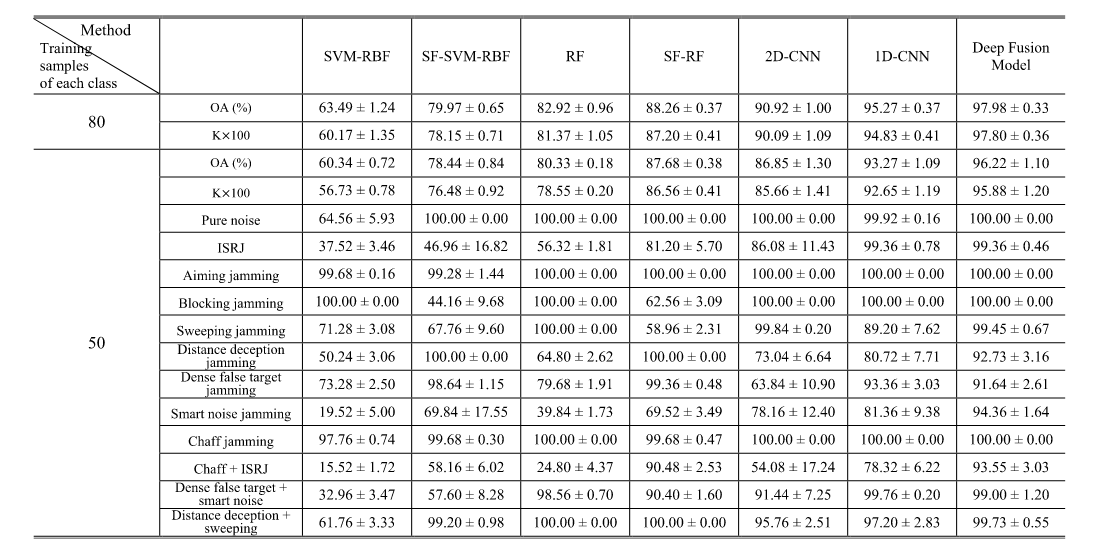 Method
Training
samples
of each class
SVM-RBF SF-SVM-RBF RF SF-RF 2D-CNN 1D-CNN Deep Fusion
Model
80
OA (%) 63.49 ± 1.24 79.97 ± 0.65 82.92 ± 0.96 88.26 ± 0.37 90.92 ± 1.00 95.27 ± 0.37 97.98 ± 0.33
K×100 60.17 ± 1.35 78.15 ± 0.71 81.37 ± 1.05 87.20 ± 0.41 90.09 ± 1.09 94.83 ± 0.41 97.80 ± 0.36
50
OA (%) 60.34 ± 0.72 78.44 ± 0.84 80.33 ± 0.18 87.68 ± 0.38 86.85 ± 1.30 93.27 ± 1.09 96.22 ± 1.10
K×100 56.73 ± 0.78 76.48 ± 0.92 78.55 ± 0.20 86.56 ± 0.41 85.66 ± 1.41 92.65 ± 1.19 95.88 ± 1.20
Pure noise 64.56 ± 5.93 100.00 ± 0.00 100.00 ± 0.00 100.00 ± 0.00 100.00 ± 0.00 99.92 ± 0.16 100.00 ± 0.00
ISRJ 37.52 ± 3.46 46.96 ± 16.82 56.32 ± 1.81 81.20 ± 5.70 86.08 ± 11.43 99.36 ± 0.78 99.36 ± 0.46
Aiming jamming 99.68 ± 0.16 99.28 ± 1.44 100.00 ± 0.00 100.00 ± 0.00 100.00 ± 0.00 100.00 ± 0.00 100.00 ± 0.00
Blocking jamming 100.00 ± 0.00 44.16 ± 9.68 100.00 ± 0.00 62.56 ± 3.09 100.00 ± 0.00 100.00 ± 0.00 100.00 ± 0.00
Sweeping jamming 71.28 ± 3.08 67.76 ± 9.60 100.00 ± 0.00 58.96 ± 2.31 99.84 ± 0.20 89.20 ± 7.62 99.45 ± 0.67
Distance deception
jamming 50.24 ± 3.06 100.00 ± 0.00 64.80 ± 2.62 100.00 ± 0.00 73.04 ± 6.64 80.72 ± 7.71 92.73 ± 3.16
Dense false target
jamming 73.28 ± 2.50 98.64 ± 1.15 79.68 ± 1.91 99.36 ± 0.48 63.84 ± 10.90 93.36 ± 3.03 91.64 ± 2.61
Smart noise jamming 19.52 ± 5.00 69.84 ± 17.55 39.84 ± 1.73 69.52 ± 3.49 78.16 ± 12.40 81.36 ± 9.38 94.36 ± 1.64
Chaff jamming 97.76 ± 0.74 99.68 ± 0.30 100.00 ± 0.00 99.68 ± 0.47 100.00 ± 0.00 100.00 ± 0.00 100.00 ± 0.00
Chaff + ISRJ 15.52 ± 1.72 58.16 ± 6.02 24.80 ± 4.37 90.48 ± 2.53 54.08 ± 17.24 78.32 ± 6.22 93.55 ± 3.03
Dense false target +
smart noise 32.96 ± 3.47 57.60 ± 8.28 98.56 ± 0.70 90.40 ± 1.60 91.44 ± 7.25 99.76 ± 0.20 99.00 ± 1.20
Distance deception +
sweeping 61.76 ± 3.33 99.20 ± 0.98 100.00 ± 0.00 100.00 ± 0.00 95.76 ± 2.51 97.20 ± 2.83 99.73 ± 0.55